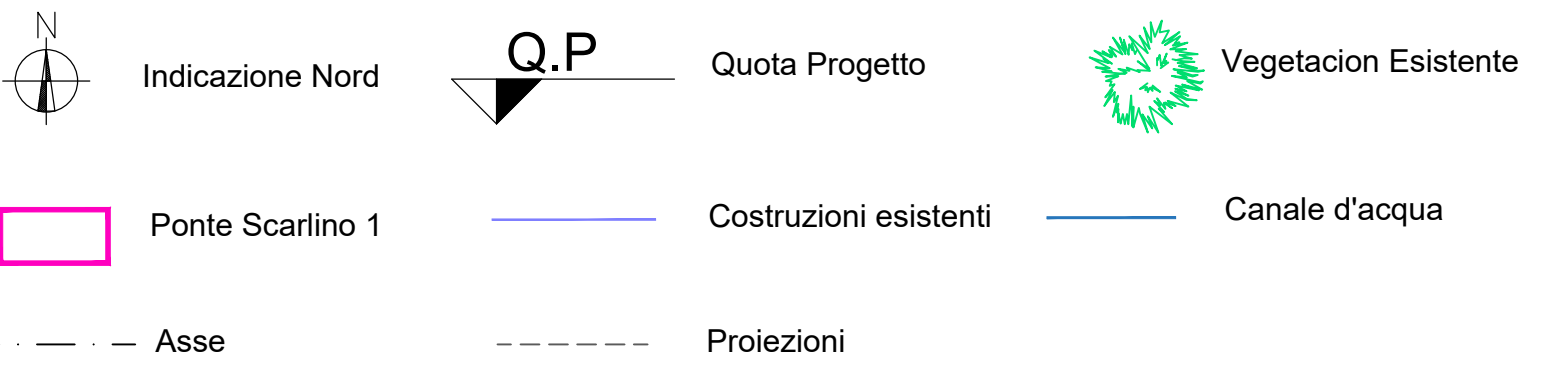 N
Indicazione Nord
Q.P
Quota Progetto
Vegetacion Esistente
Ponte Scarlino 1
Costruzioni esistenti
Canale d'acqua
Asse
Proiezioni